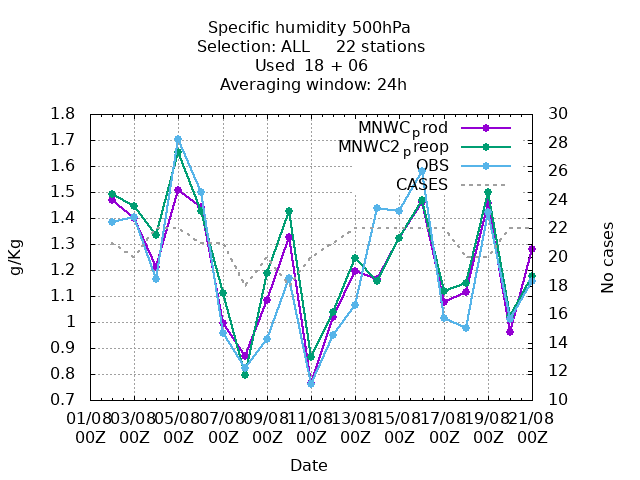 Specific humidity 500hPa
Selection: ALL     22 stations
Used  18 + 06
Averaging window: 24h
MNWC_prod
MNWC2_preop
OBS
CASES
g/Kg
1.8
1.7
1.6
1.5
1.4
1.3
1.2
1.1
1
0.9
0.8
0.7
No cases
30
28
26
24
22
20
18
16
14
12
10
01/08 03/08 05/08 07/08 09/08 11/08 13/08 15/08 17/08 19/08 21/08
00Z 00Z 00Z 00Z 00Z 00Z 00Z 00Z 00Z 00Z 00Z
Date